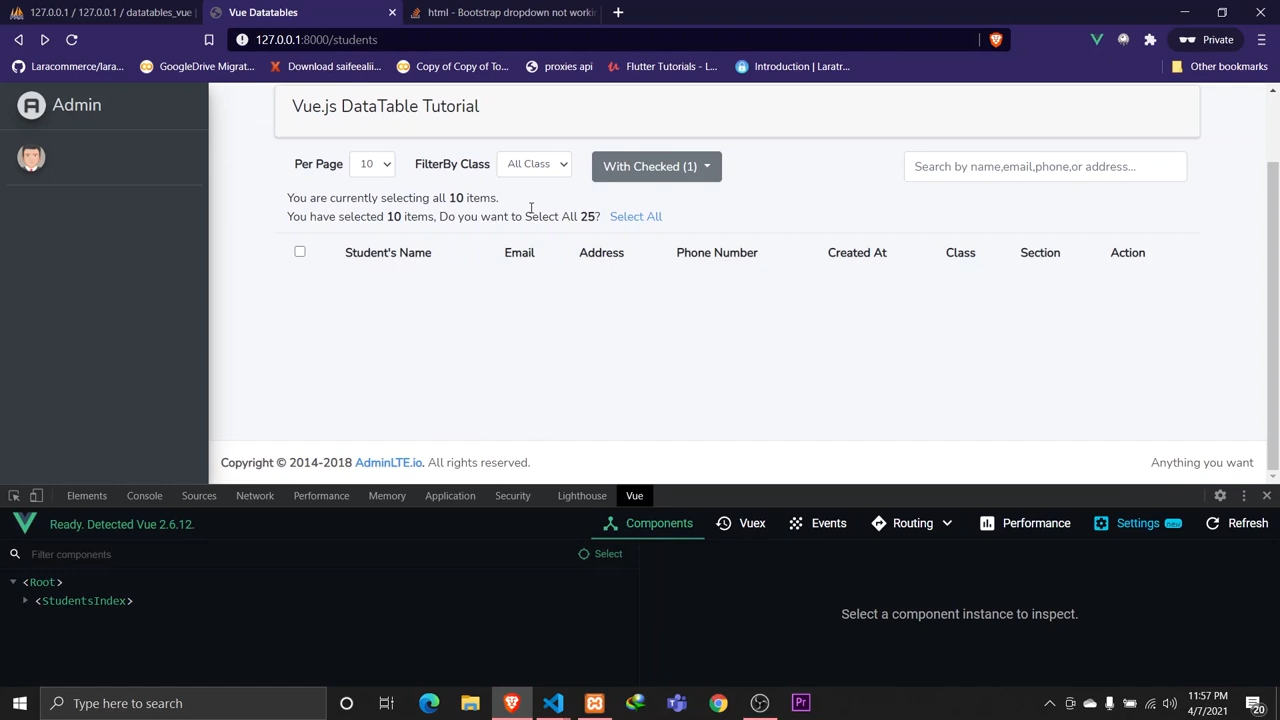 127.0.0.1 / 127.0.0.1 / datatables_vue
Vue Datatables
html - Bootstrap dropdown not worki
127.0.0.1:8000/students
Private
Laracommerce/lara...
GoogleDrive Migrat...
Download saifeealii...
Copy of Copy of To...
proxies api
Flutter Tutorials - L...
Introduction | Laratr...
Other bookmarks
Admin
Vue.js DataTable Tutorial
Per Page 10 FilterBy Class All Class With Checked (1) Search by name,email,phone,or address...
You are currently selecting all 10 items.
You have selected 10 items, Do you want to Select All 25? Select All
Student's Name Email Address Phone Number Created At Class Section Action
Copyright © 2014-2018 AdminLTE.io. All rights reserved. Anything you want
Elements Console Sources Network Performance Memory Application Security Lighthouse Vue
Ready. Detected Vue 2.6.12. Components Vuex Events Routing Performance Settings new Refresh
Filter components Select
<Root>
<StudentsIndex>
Select a component instance to inspect.
Type here to search
11:57 PM
4/7/2021
20